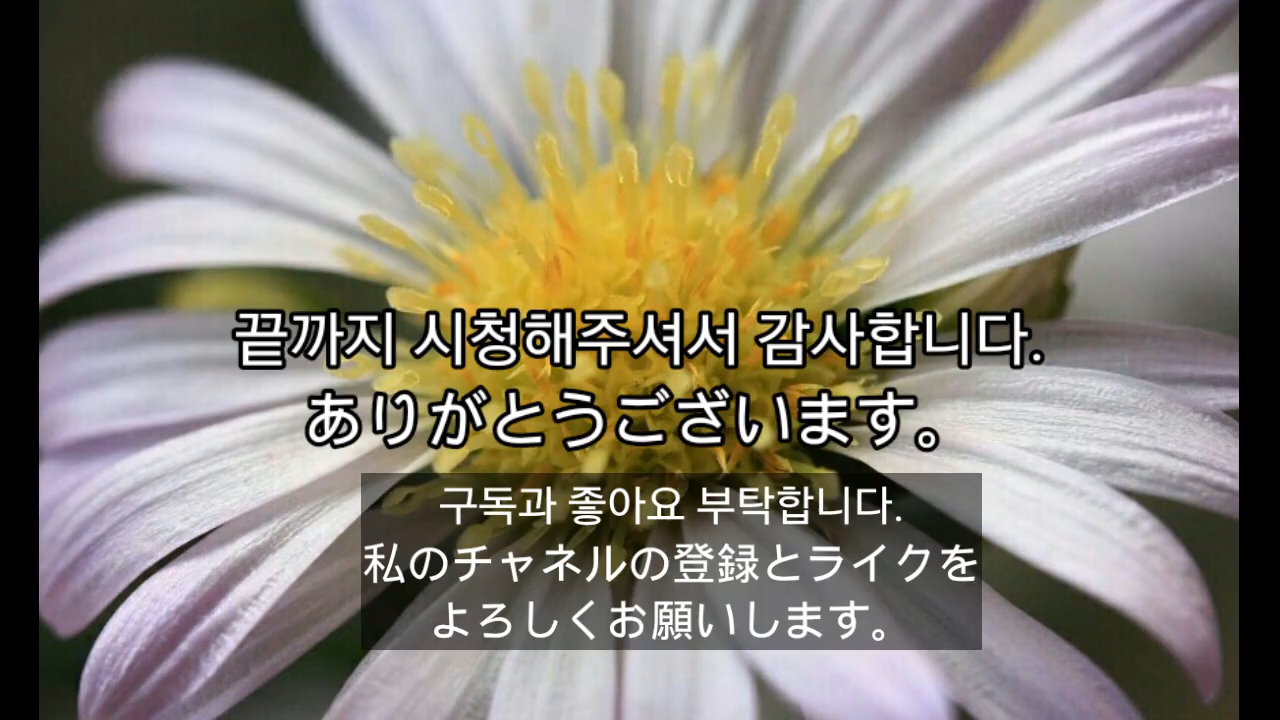 끝까지 시청해주셔서 감사합니다.
ありがとうございます。
구독과 좋아요 부탁합니다.
私のチャネルの登録とライクを
よろしくお願いします。